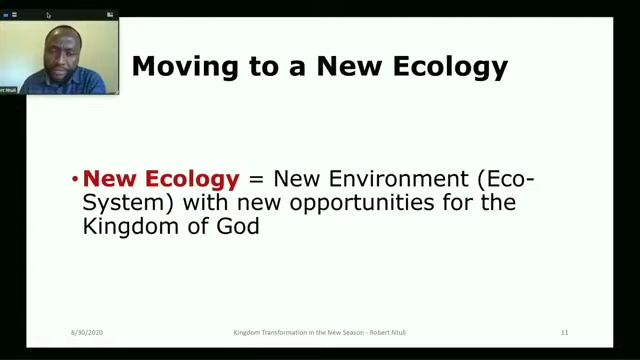 Moving to a New Ecology
rt Ntuli
•New Ecology = New Environment (Eco-
System) with new opportunities for the
Kingdom of God
8/30/2020
Kingdom Transformation in the New Season - Robert Ntuli
11